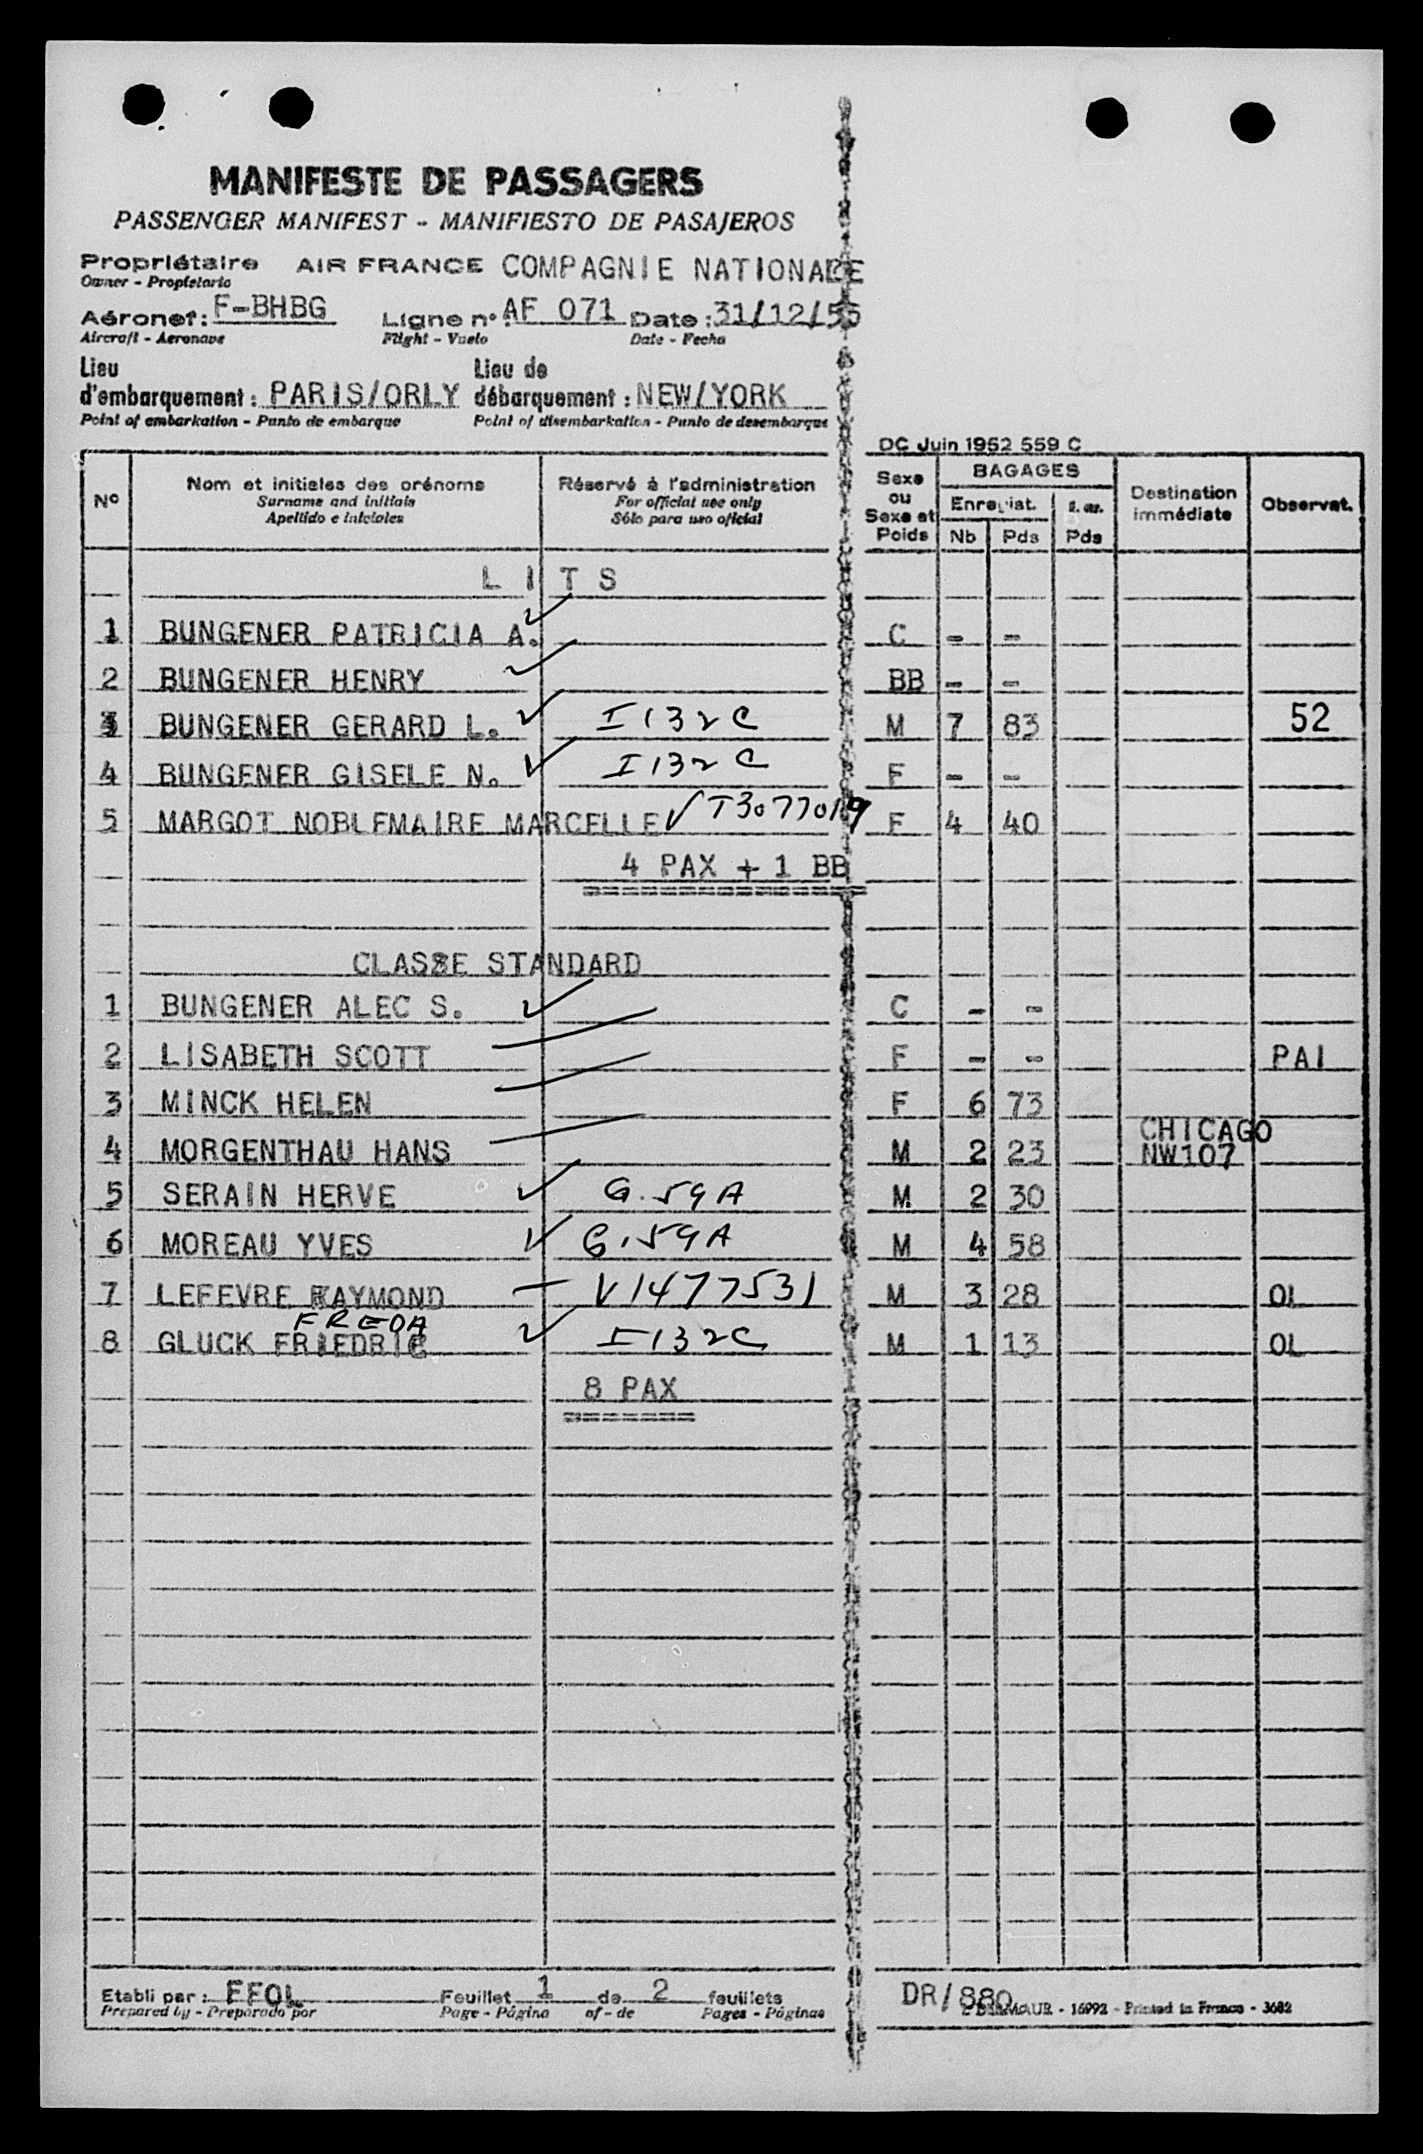 MANIFESTE DE PASSAGERS
PASSENGER MANIFEST - MANIFIESTO DE PASAJEROS
Propriétaire AIR FRANCE COMPAGNIE NATIONALE
Owner - Propietario
Aéronef: F-BHBG Ligne n° AF 071 Date: 31/12/55
Aircraft - Aeronave Flight - Vuelo Date - Fecha
Lieu Lieu de
d'embarquement: PARIS/ORLY débarquement: NEW/YORK
Point of embarkation - Punto de embarque Point of disembarkation - Punto de desembarque
DC Juin 1952 559 C
N° Nom et initiales des prénoms Réservé à l'administration Sexe ou Sexe et Poids BAGAGES Destination immédiate Observat.
Surname and initials For official use only Enregist.
Apellido e iniciales Sólo para uso oficial Nb Pds Pds
L I T S
1 BUNGENER PATRICIA A. ✓ C - -
2 BUNGENER HENRY ✓ BB - -
3 BUNGENER GERARD L. ✓ I132C M 7 83 52
4 BUNGENER GISELE N. ✓ I132C F - -
5 MARGOT NOBLEMAIRE MARCELLE ✓ T3077019 F 4 40
4 PAX + 1 BB
==============
CLASSE STANDARD
1 BUNGENER ALEC S. ✓ C - -
2 LISABETH SCOTT F - - PAI
3 MINCK HELEN F 6 73
CHICAGO
4 MORGENTHAU HANS M 2 23 NW107
5 SERAIN HERVE ✓ G.59A M 2 30
6 MOREAU YVES ✓ G.59A M 4 58
7 LEFEVRE RAYMOND - V1477531 M 3 28 OL
FREDA
8 GLUCK FRIEDRIC ✓ I132C M 1 13 OL
8 PAX
=======
Etabli par: FFOL Feuillet 1 de 2 feuillets DR/880
Prepared by - Preparado por Page - Página of - de Pages - Páginas - 16992 - Printed in France - 3682